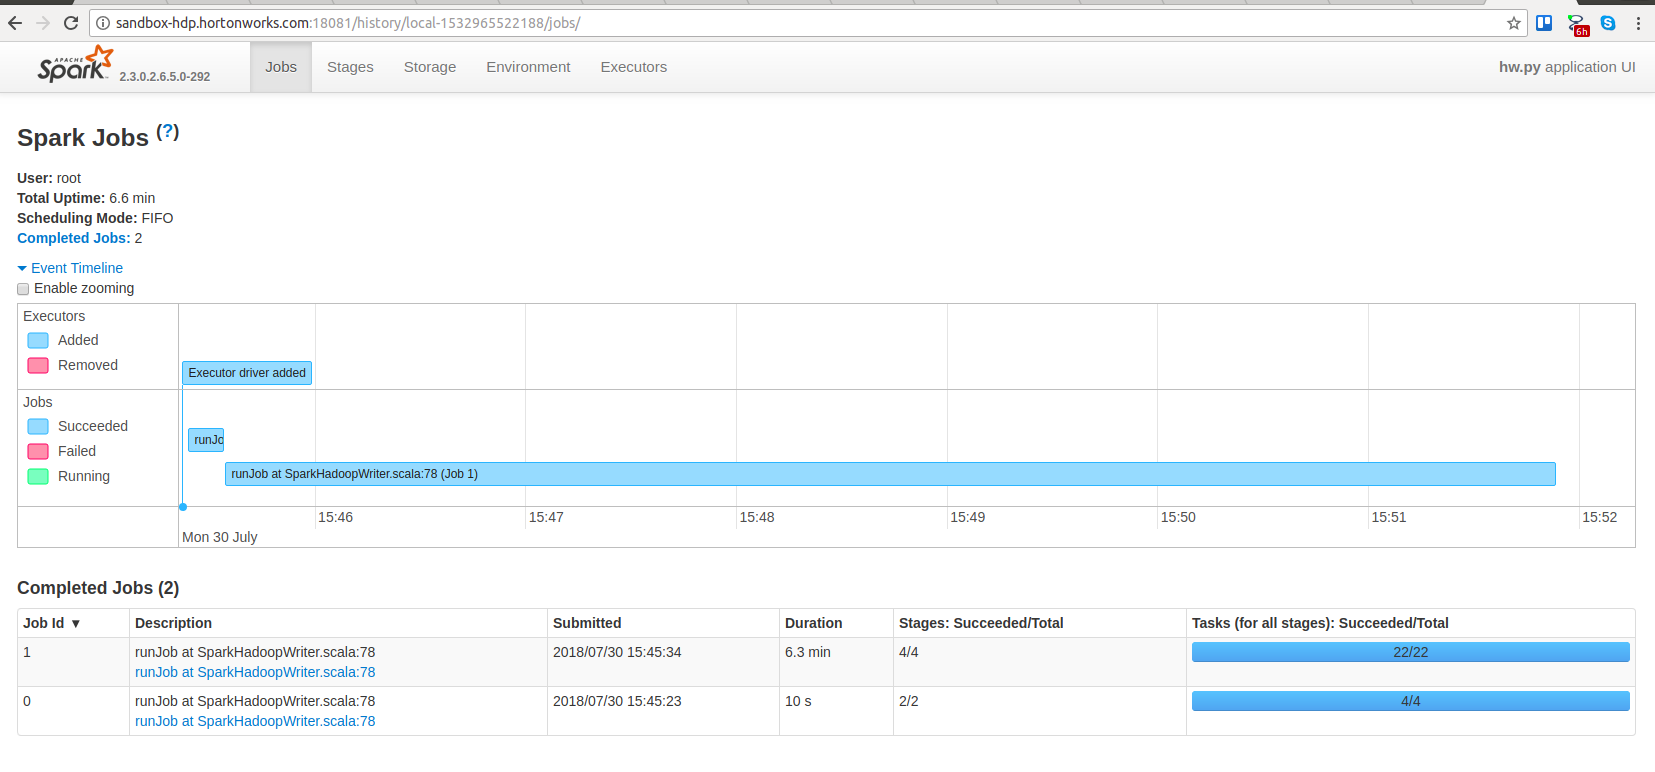 sandbox-hdp.hortonworks.com:18081/history/local-1532965522188/jobs/
6h
APACHE
Spark 2.3.0.2.6.5.0-292 Jobs Stages Storage Environment Executors hw.py application UI
Spark Jobs (?)
User: root
Total Uptime: 6.6 min
Scheduling Mode: FIFO
Completed Jobs: 2
Event Timeline
Enable zooming
Executors
Added
Removed
Executor driver added
Jobs
Succeeded
Failed
Running
runJo
runJob at SparkHadoopWriter.scala:78 (Job 1)
15:46 15:47 15:48 15:49 15:50 15:51 15:52
Mon 30 July
Completed Jobs (2)
Job Id ▼ Description Submitted Duration Stages: Succeeded/Total Tasks (for all stages): Succeeded/Total
1 runJob at SparkHadoopWriter.scala:78 2018/07/30 15:45:34 6.3 min 4/4 22/22
runJob at SparkHadoopWriter.scala:78
0 runJob at SparkHadoopWriter.scala:78 2018/07/30 15:45:23 10 s 2/2 4/4
runJob at SparkHadoopWriter.scala:78